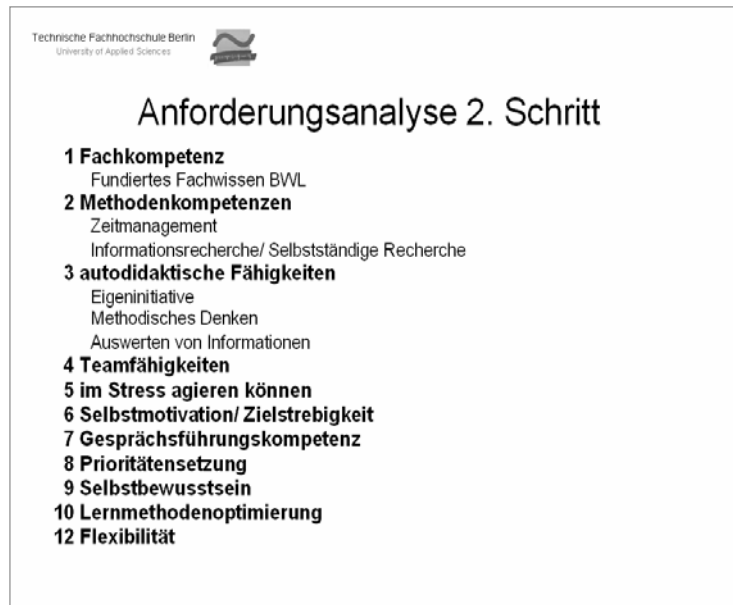 Technische Fachhochschule Berlin
University of Applied Sciences
Anforderungsanalyse 2. Schritt
1 Fachkompetenz
Fundiertes Fachwissen BWL
2 Methodenkompetenzen
Zeitmanagement
Informationsrecherche/ Selbstständige Recherche
3 autodidaktische Fähigkeiten
Eigeninitiative
Methodisches Denken
Auswerten von Informationen
4 Teamfähigkeiten
5 im Stress agieren können
6 Selbstmotivation/ Zielstrebigkeit
7 Gesprächsführungskompetenz
8 Prioritätensetzung
9 Selbstbewusstsein
10 Lernmethodenoptimierung
12 Flexibilität